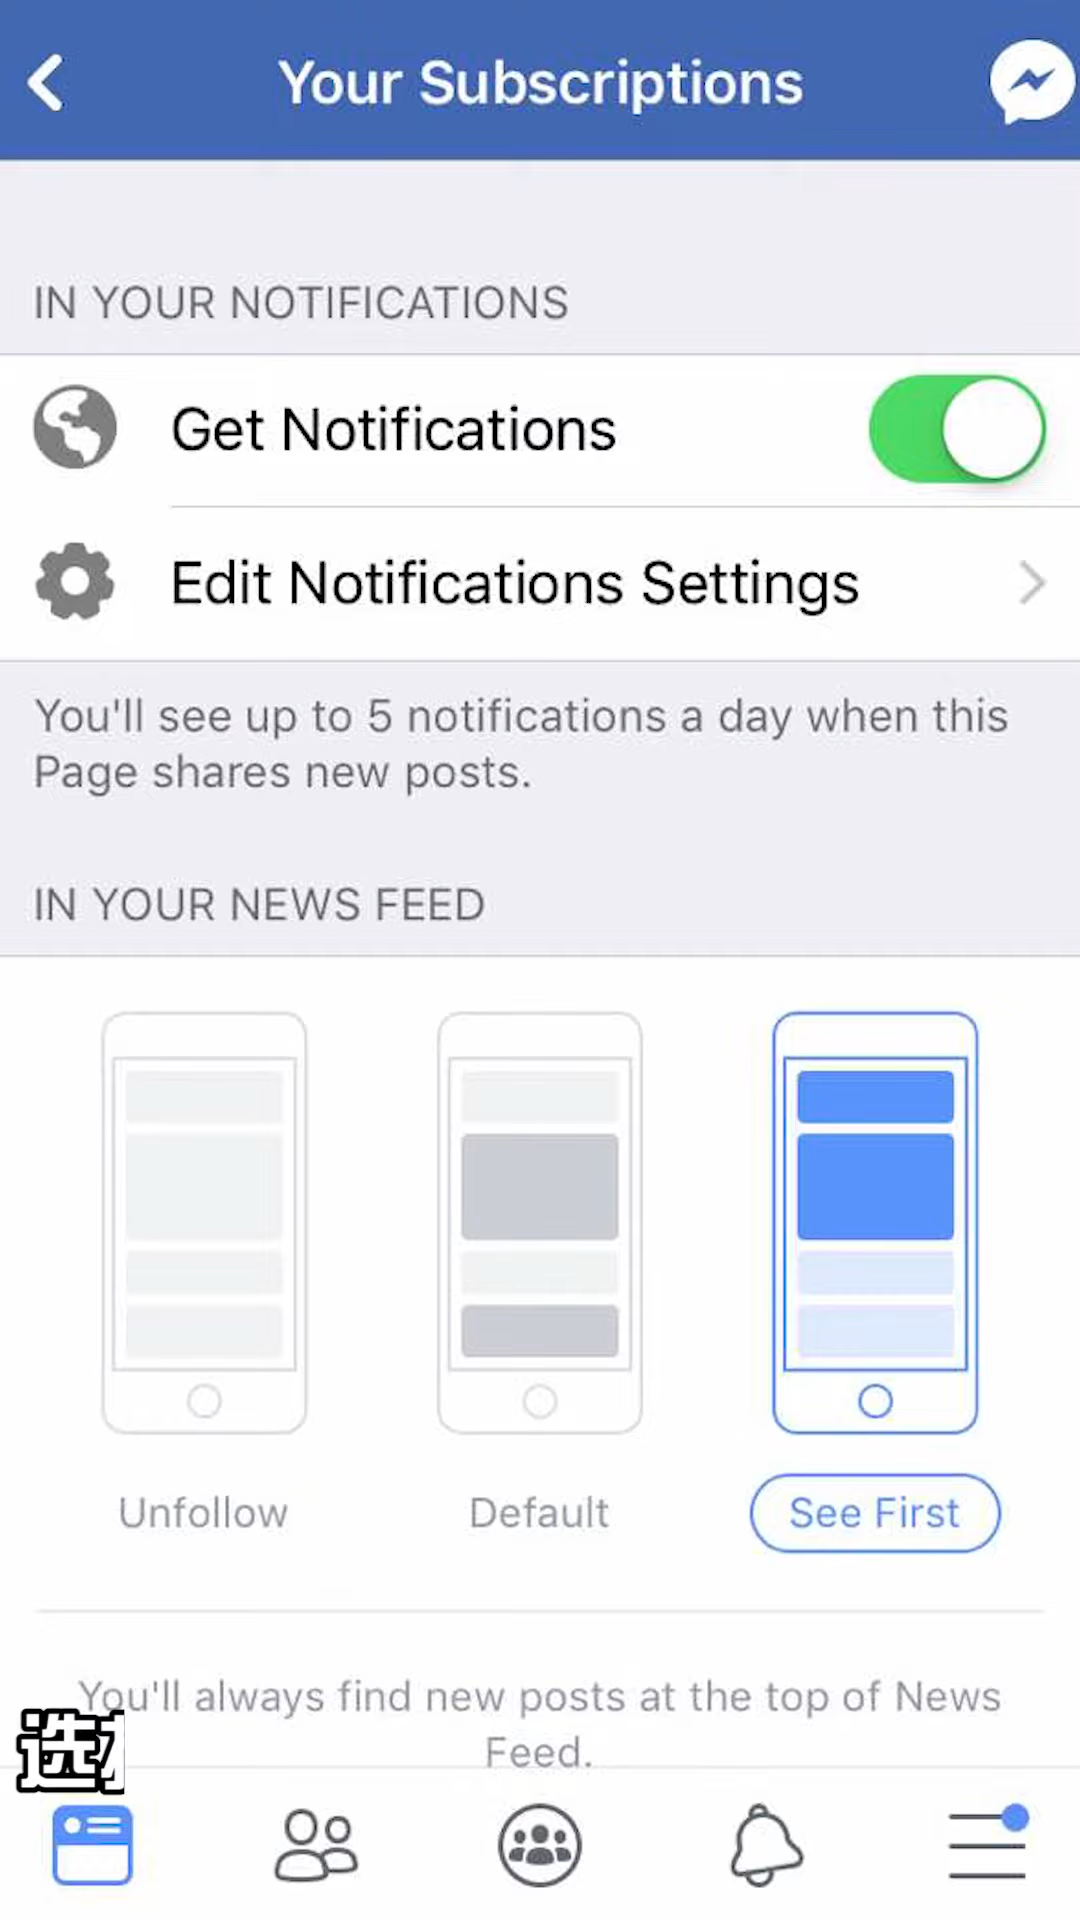 Your Subscriptions
IN YOUR NOTIFICATIONS
Get Notifications
Edit Notifications Settings
You'll see up to 5 notifications a day when this
Page shares new posts.
IN YOUR NEWS FEED
Unfollow
Default
See First
You'll always find new posts at the top of News
Feed.
选